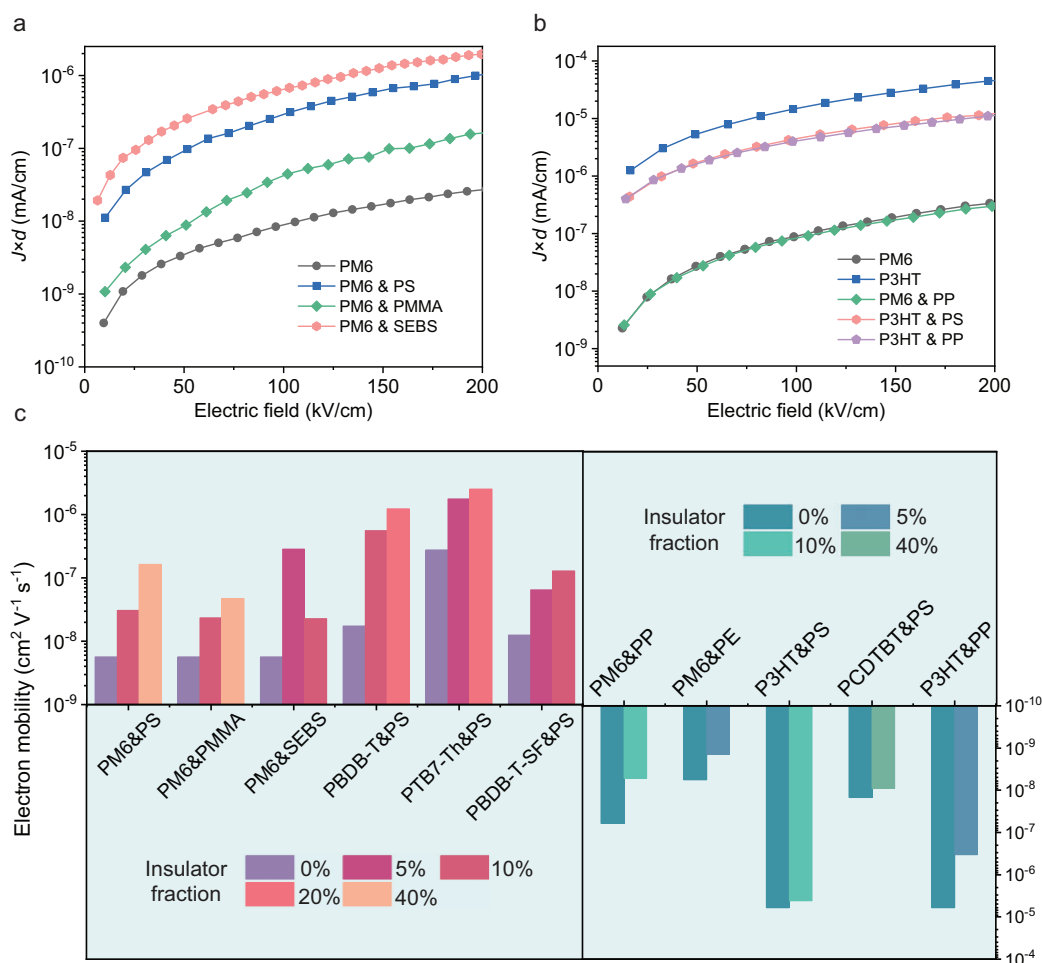 a
10⁻⁶
10⁻⁷
10⁻⁸
10⁻⁹
10⁻¹⁰
J×d (mA/cm)
PM6
PM6 & PS
PM6 & PMMA
PM6 & SEBS
0 50 100 150 200
Electric field (kV/cm)
b
10⁻⁴
10⁻⁵
10⁻⁶
10⁻⁷
10⁻⁸
10⁻⁹
J×d (mA/cm)
PM6
P3HT
PM6 & PP
P3HT & PS
P3HT & PP
0 50 100 150 200
Electric field (kV/cm)
c
10⁻⁵
10⁻⁶
10⁻⁷
10⁻⁸
10⁻⁹
Electron mobility (cm² V⁻¹ s⁻¹)
PM6&PS
PM6&PMMA
PM6&SEBS
PBDB-T&PS
PTB7-Th&PS
PBDB-T-SF&PS
Insulator
fraction
0% 5% 10%
20% 40%
Insulator
fraction
0% 5%
10% 40%
PM6&PP
PM6&PE
P3HT&PS
PCDTBT&PS
P3HT&PP
10⁻¹⁰
10⁻⁹
10⁻⁸
10⁻⁷
10⁻⁶
10⁻⁵
10⁻⁴